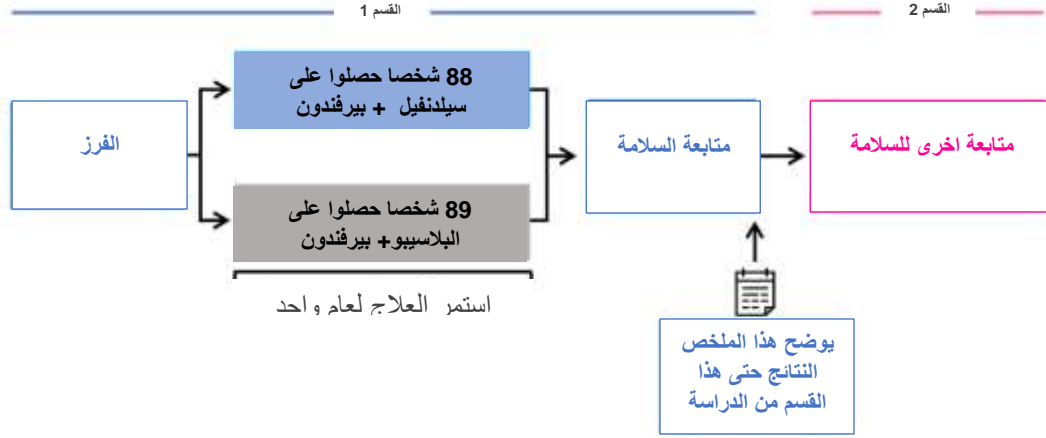 القسم 1
القسم 2
88 شخصا حصلوا على
سيلدنفيل + بيرفندون
الفرز
متابعة السلامة
متابعة اخرى للسلامة
89 شخصا حصلوا على
البلاسيبو+ بيرفندون
استمر العلاج لعام واحد
يوضح هذا الملخص
النتائج حتى هذا
القسم من الدراسة